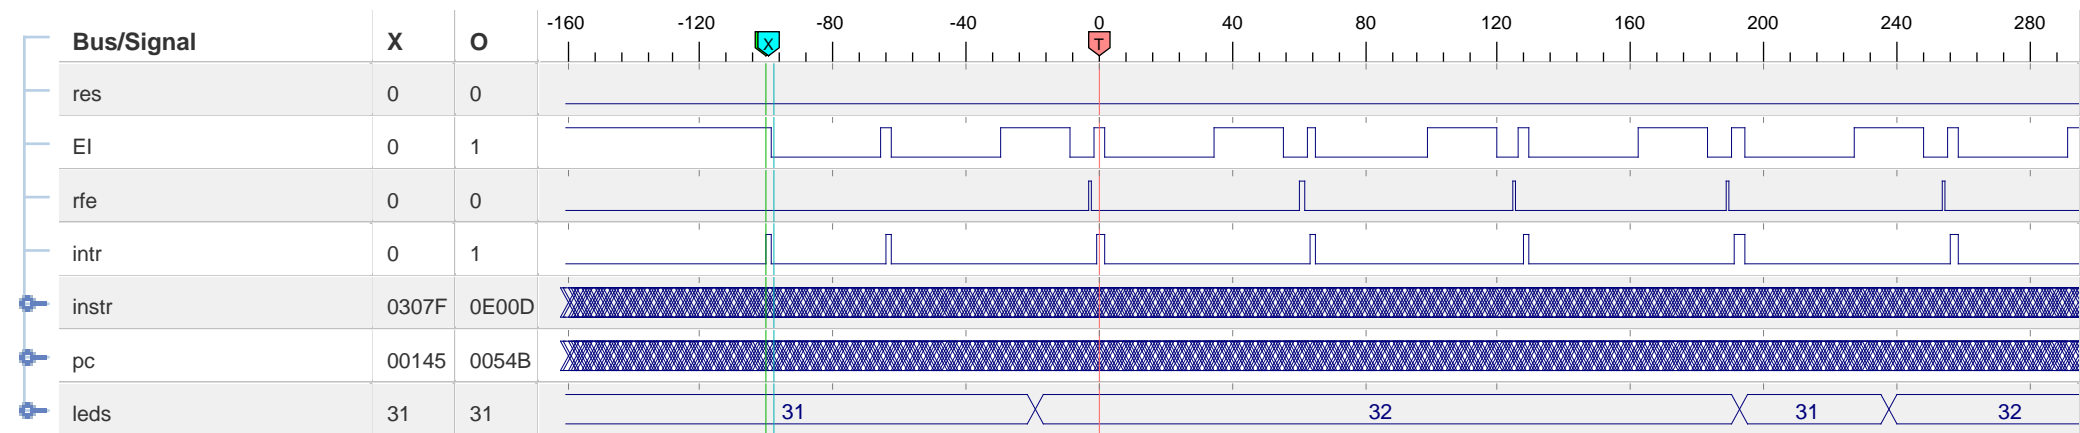 -160 -120 -80 -40 0 40 80 120 160 200 240 280
Bus/Signal X O X T
res 0 0
EI 0 1
rfe 0 0
intr 0 1
instr 0307F 0E00D
pc 00145 0054B
leds 31 31 31 32 31 32